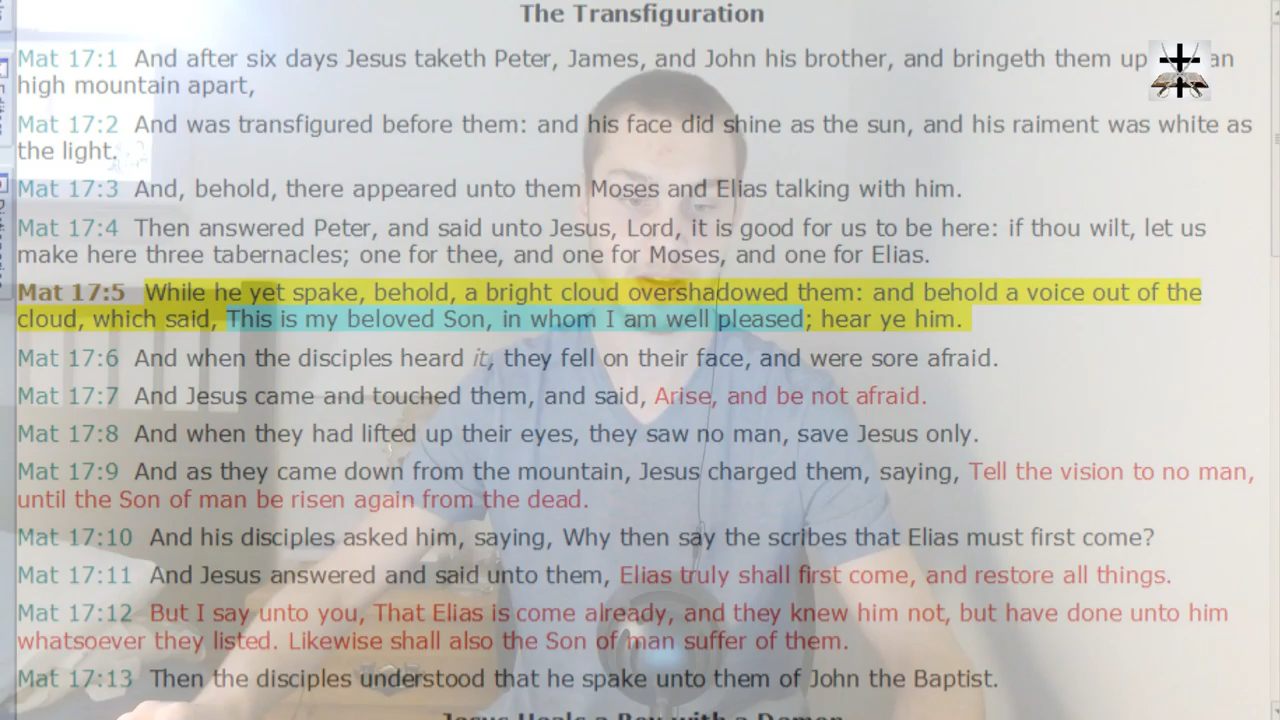 The Transfiguration
Mat 17:1 And after six days Jesus taketh Peter, James, and John his brother, and bringeth them up an
high mountain apart,
Mat 17:2 And was transfigured before them: and his face did shine as the sun, and his raiment was white as
the light.
Mat 17:3 And, behold, there appeared unto them Moses and Elias talking with him.
Mat 17:4 Then answered Peter, and said unto Jesus, Lord, it is good for us to be here: if thou wilt, let us
make here three tabernacles; one for thee, and one for Moses, and one for Elias.
Mat 17:5 While he yet spake, behold, a bright cloud overshadowed them: and behold a voice out of the
cloud, which said, This is my beloved Son, in whom I am well pleased; hear ye him.
Mat 17:6 And when the disciples heard it, they fell on their face, and were sore afraid.
Mat 17:7 And Jesus came and touched them, and said, Arise, and be not afraid.
Mat 17:8 And when they had lifted up their eyes, they saw no man, save Jesus only.
Mat 17:9 And as they came down from the mountain, Jesus charged them, saying, Tell the vision to no man,
until the Son of man be risen again from the dead.
Mat 17:10 And his disciples asked him, saying, Why then say the scribes that Elias must first come?
Mat 17:11 And Jesus answered and said unto them, Elias truly shall first come, and restore all things.
Mat 17:12 But I say unto you, That Elias is come already, and they knew him not, but have done unto him
whatsoever they listed. Likewise shall also the Son of man suffer of them.
Mat 17:13 Then the disciples understood that he spake unto them of John the Baptist.
Jesus Heals a Boy with a Demon